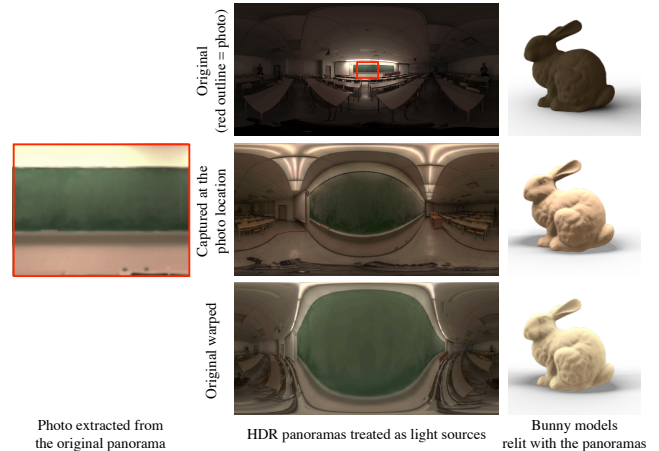 Original
(red outline = photo)
Captured at the
photo location
Original warped
Photo extracted from
the original panorama
HDR panoramas treated as light sources
Bunny models
relit with the panoramas